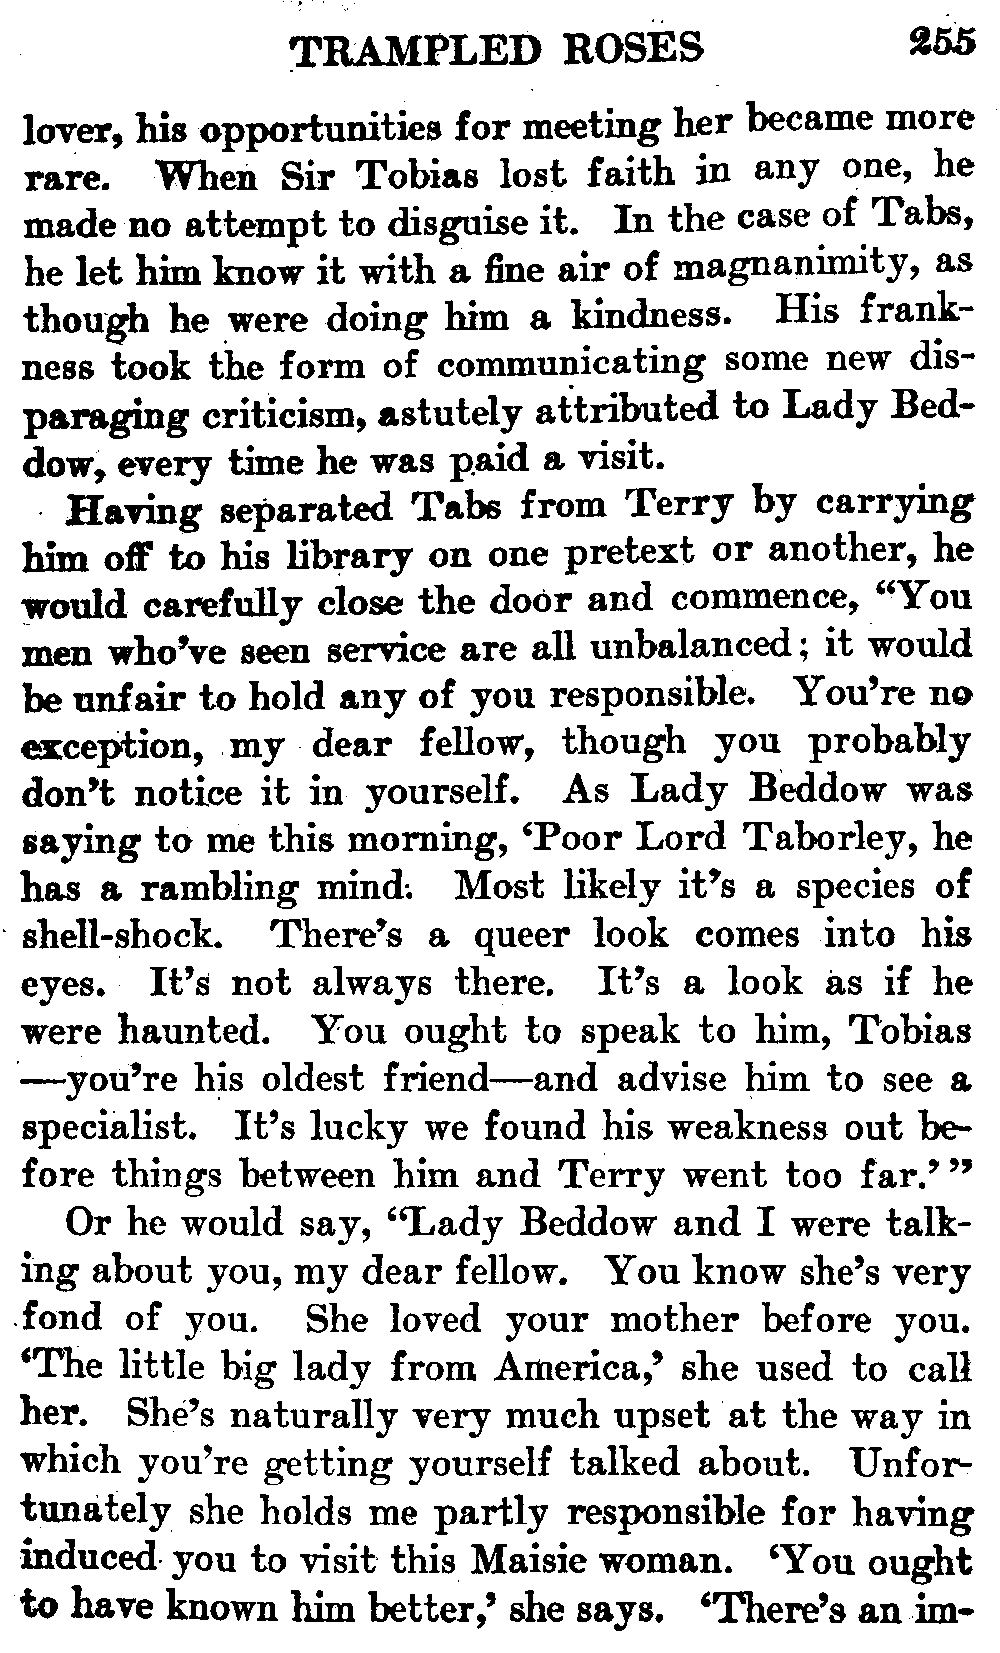 TRAMPLED ROSES 255
lover, his opportunities for meeting her became more
rare. When Sir Tobias lost faith in any one, he
made no attempt to disguise it. In the case of Tabs,
he let him know it with a fine air of magnanimity, as
though he were doing him a kindness. His frank-
ness took the form of communicating some new dis-
paraging criticism, astutely attributed to Lady Bed-
dow, every time he was paid a visit.
Having separated Tabs from Terry by carrying
him off to his library on one pretext or another, he
would carefully close the door and commence, “You
men who’ve seen service are all unbalanced; it would
be unfair to hold any of you responsible. You’re no
exception, my dear fellow, though you probably
don’t notice it in yourself. As Lady Beddow was
saying to me this morning, ‘Poor Lord Taborley, he
has a rambling mind. Most likely it’s a species of
shell-shock. There’s a queer look comes into his
eyes. It’s not always there. It’s a look as if he
were haunted. You ought to speak to him, Tobias
—you’re his oldest friend—and advise him to see a
specialist. It’s lucky we found his weakness out be-
fore things between him and Terry went too far.’ ”
Or he would say, “Lady Beddow and I were talk-
ing about you, my dear fellow. You know she’s very
fond of you. She loved your mother before you.
‘The little big lady from America,’ she used to call
her. She’s naturally very much upset at the way in
which you’re getting yourself talked about. Unfor-
tunately she holds me partly responsible for having
induced you to visit this Maisie woman. ‘You ought
to have known him better,’ she says. ‘There’s an im-